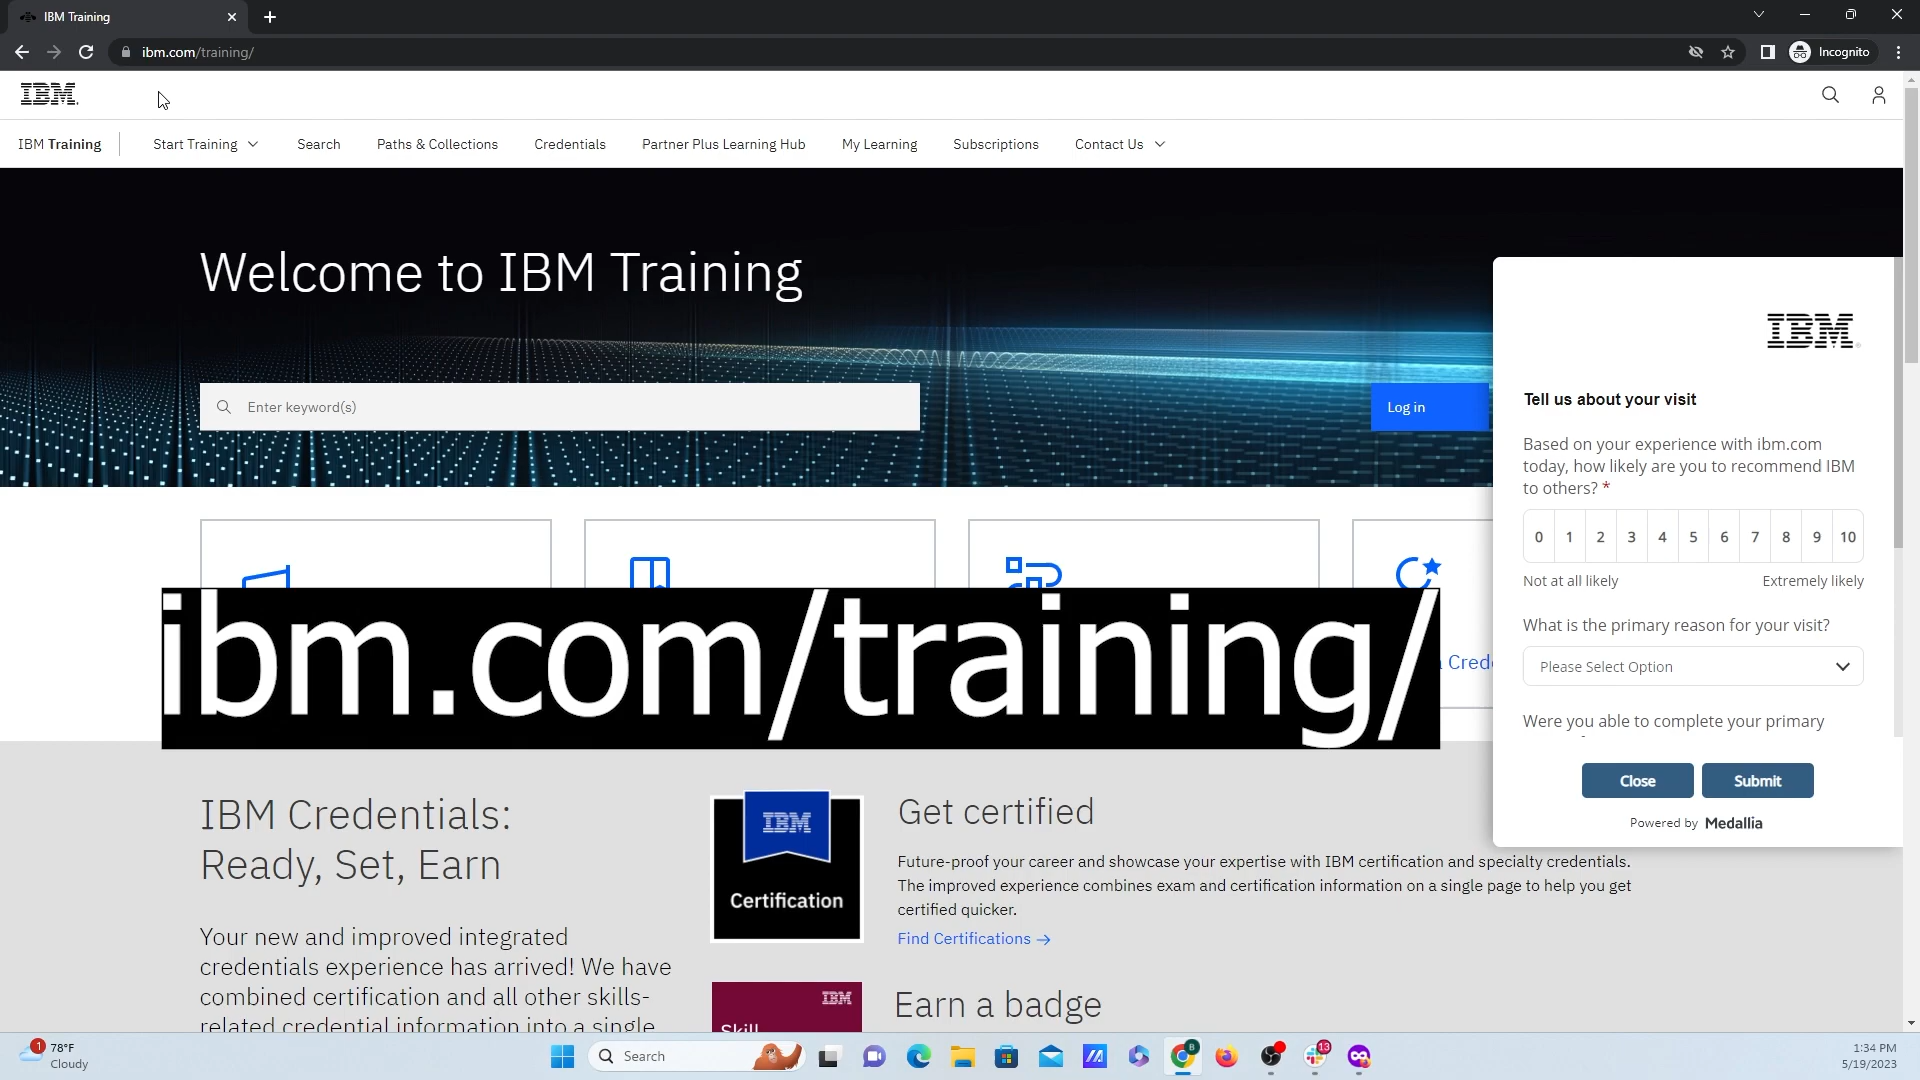 IBM Training
ibm.com/training/
Incognito
IBM
IBM Training
Start Training
Search
Paths & Collections
Credentials
Partner Plus Learning Hub
My Learning
Subscriptions
Contact Us
Welcome to IBM Training
Enter keyword(s)
Log in
IBM
Tell us about your visit
Based on your experience with ibm.com
today, how likely are you to recommend IBM
to others? *
0 1 2 3 4 5 6 7 8 9 10
Not at all likely
Extremely likely
What is the primary reason for your visit?
Please Select Option
Were you able to complete your primary
Close
Submit
Powered by Medallia
ibm.com/training/
IBM Credentials:
Ready, Set, Earn
Your new and improved integrated
credentials experience has arrived! We have
combined certification and all other skills-
related credential information into a single
IBM
Certification
Get certified
Future-proof your career and showcase your expertise with IBM certification and specialty credentials.
The improved experience combines exam and certification information on a single page to help you get
certified quicker.
Find Certifications →
IBM
Skill
Earn a badge
1
78°F
Cloudy
Search
B
13
1:34 PM
5/19/2023